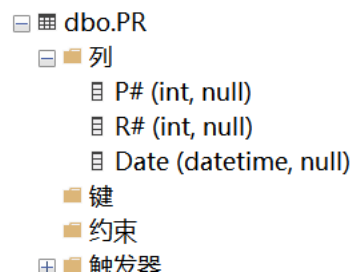 dbo.PR
列
P# (int, null)
R# (int, null)
Date (datetime, null)
键
约束
触发器